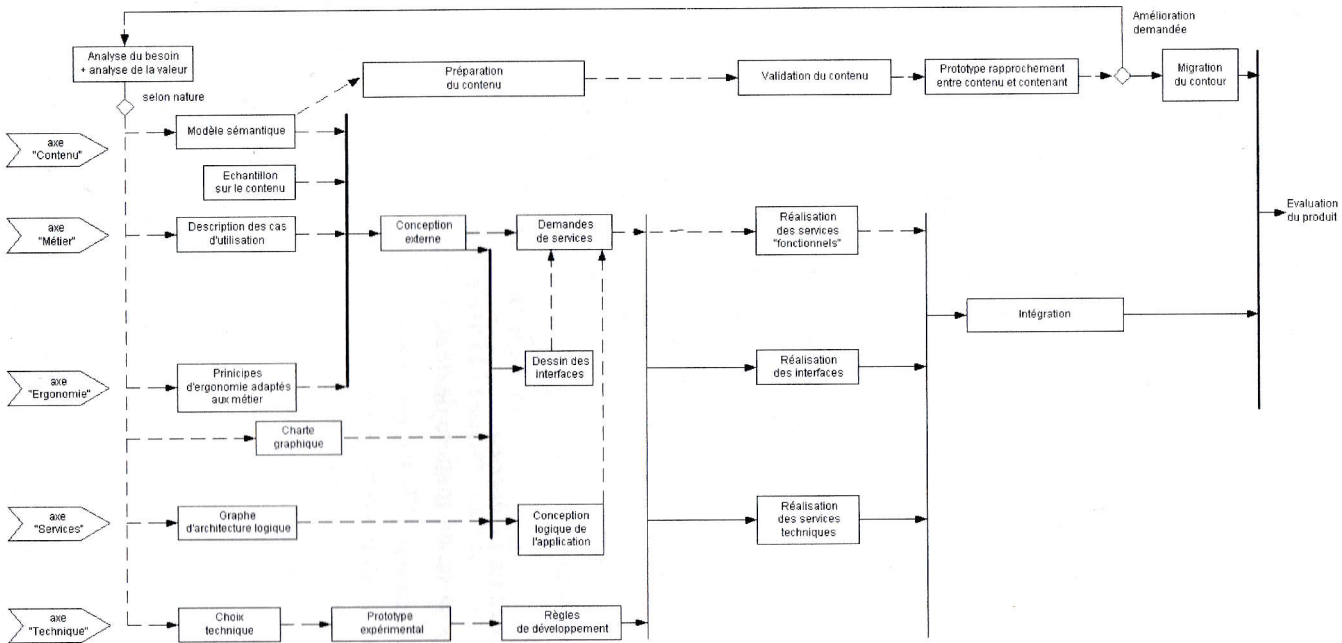 Amélioration
demandée
Analyse du besoin
+ analyse de la valeur
Préparation
du contenu
Validation du contenu
Prototype rapprochement
entre contenu et contenant
Migration
du contour
selon nature
axe
"Contenu"
Modèle sémantique
Echantillon
sur le contenu
axe
"Métier"
Description des cas
d'utilisation
Conception
externe
Demandes
de services
Réalisation
des services
"fonctionnels"
Evaluation
du produit
Intégration
axe
"Ergonomie"
Prinicipes
d'ergonomie adaptés
aux métier
Dessin des
interfaces
Réalisation
des interfaces
Charte
graphique
axe
"Services"
Graphe
d'architecture logique
Conception
logique de
l'application
Réalisation
des services
techniques
axe
"Technique"
Choix
technique
Prototype
expérimental
Règles
de développement